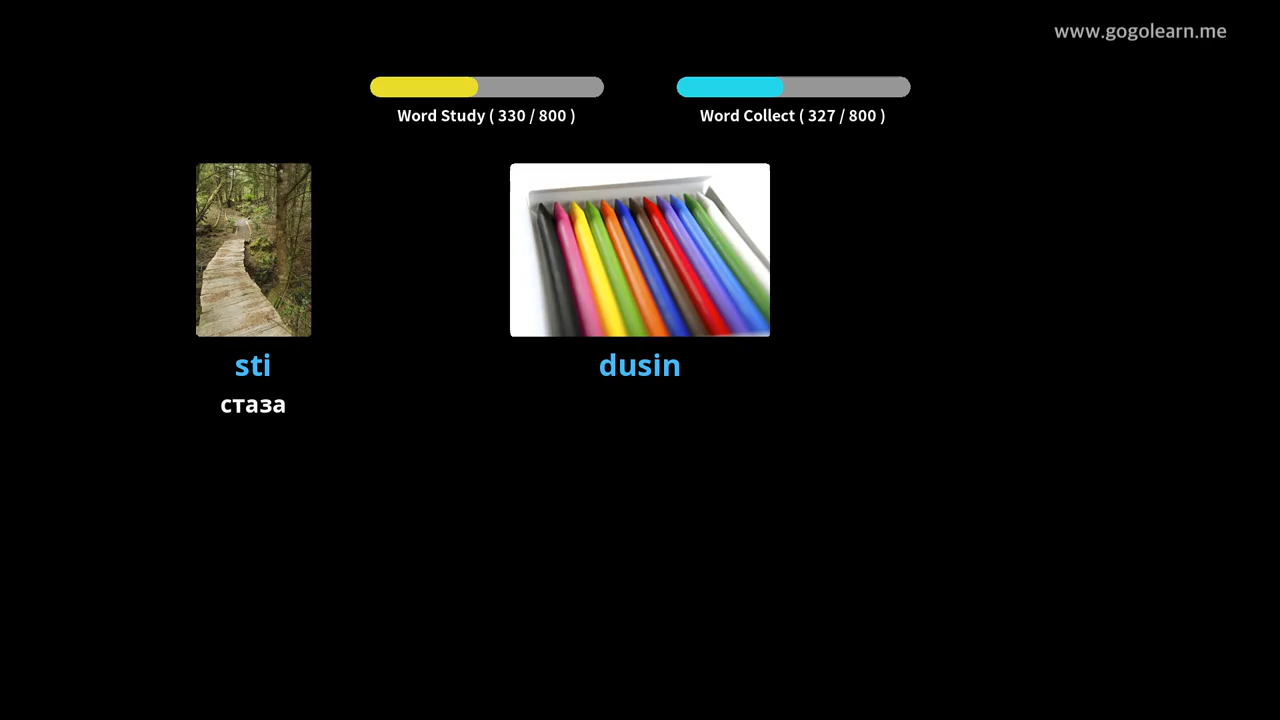 www.gogolearn.me
Word Study ( 330 / 800 )
Word Collect ( 327 / 800 )
sti
стаза
dusin